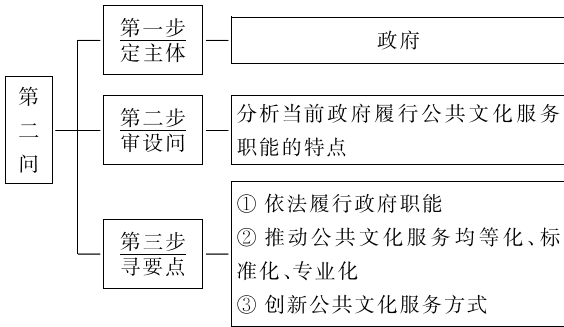 第二问
第一步
定主体
政府
第二步
审设问
分析当前政府履行公共文化服务
职能的特点
第三步
寻要点
① 依法履行政府职能
② 推动公共文化服务均等化、标
准化、专业化
③ 创新公共文化服务方式